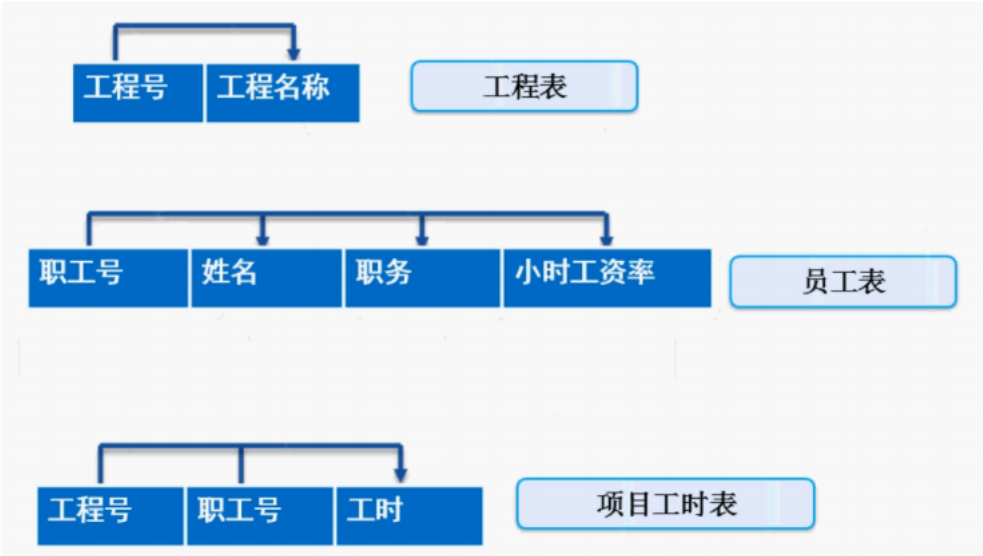 工程号 工程名称 工程表
职工号 姓名 职务 小时工资率 员工表
工程号 职工号 工时 项目工时表